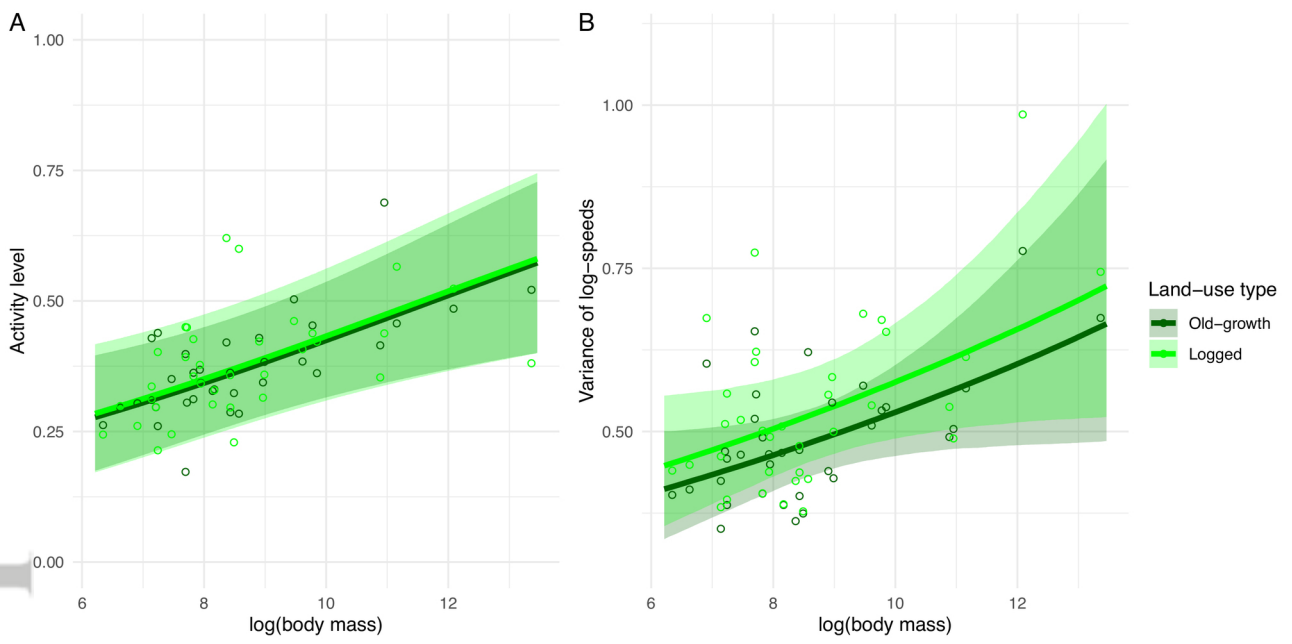 A
1.00
0.75
0.50
0.25
0.00
Activity level
6 8 10 12
log(body mass)
B
1.00
0.75
0.50
Variance of log−speeds
6 8 10 12
log(body mass)
Land−use type
Old−growth
Logged